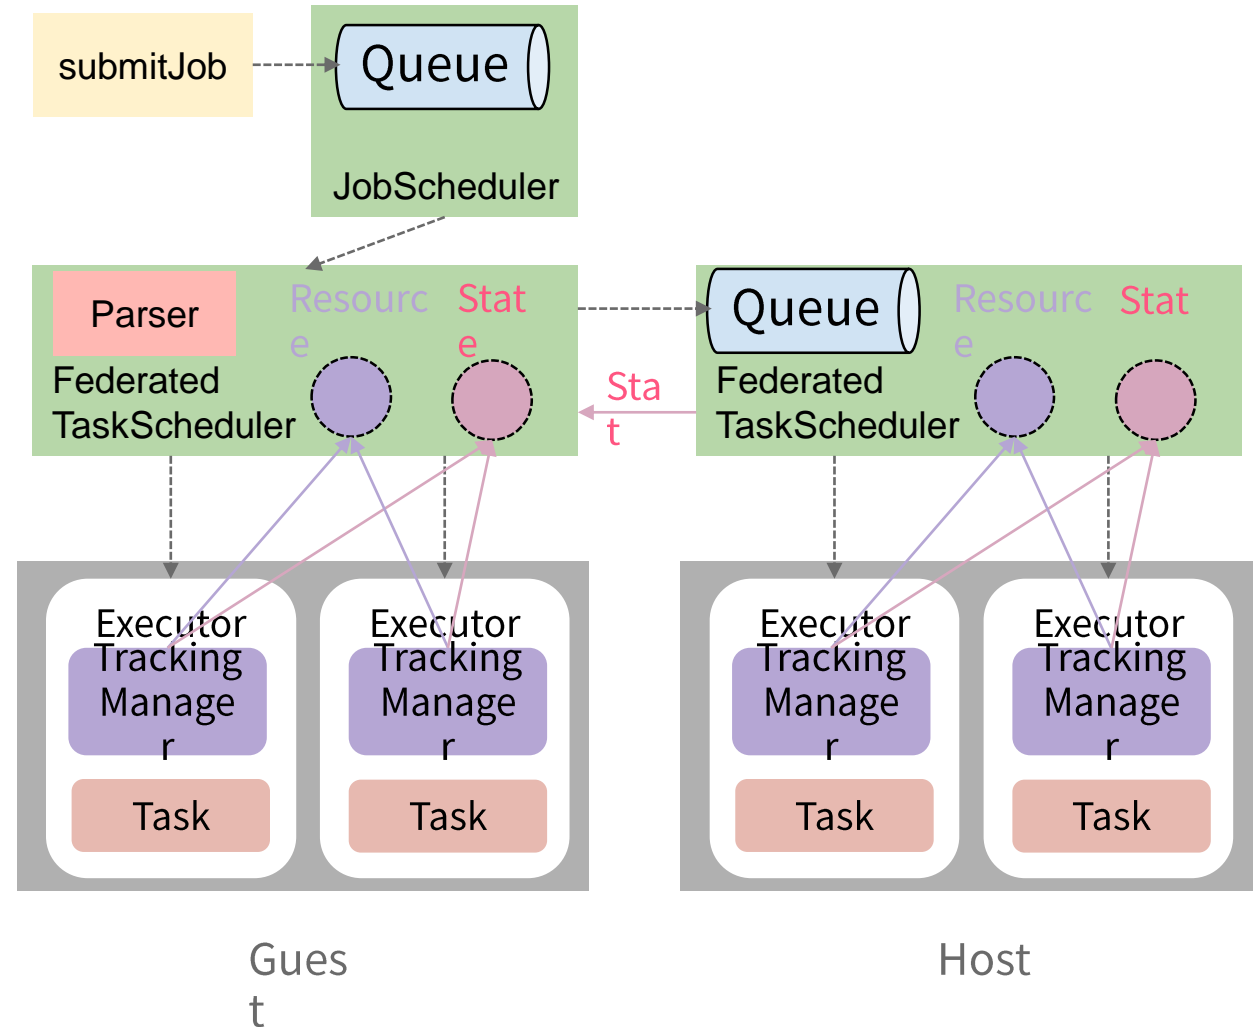 submitJob
Queue
JobScheduler
Parser
Resourc
e
Stat
e
Federated
TaskScheduler
Stat
Sta
t
Queue
Resourc
e
Federated
TaskScheduler
Executor
Tracking
Manage
r
Task
Executor
Tracking
Manage
r
Task
Executor
Tracking
Manage
r
Task
Executor
Tracking
Manage
r
Task
Gues
t
Host